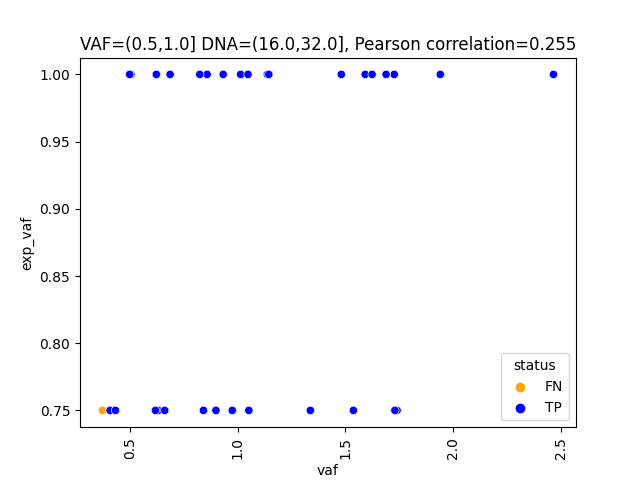 VAF=(0.5,1.0] DNA=(16.0,32.0], Pearson correlation=0.255
1.00
0.95
0.90
0.85
0.80
0.75
exp_vaf
0.5
1.0
1.5
2.0
2.5
vaf
status
FN
TP